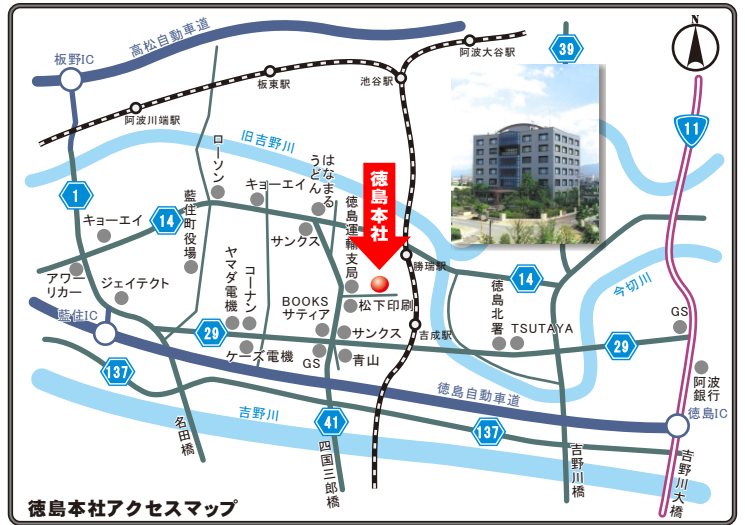 高松自動車道
板野IC
阿波大谷駅
39
N
板東駅
池谷駅
阿波川端駅
11
旧吉野川
ローソン
はなまる
うどん
キョーエイ
徳島本社
1
藍住町役場
徳島運輸
支局
キョーエイ
14
サンクス
勝瑞駅
アワー
リカー
ジェイテクト
ヤマダ電機
コーナン
14
今切川
徳島北署
BOOKS
サティア
松下印刷
藍住IC
29
サンクス
吉成駅
TSUTAYA
GS
ケーズ電機
GS
青山
29
137
阿波
銀行
徳島自動車道
吉野川
名田橋
41
四国三郎橋
137
徳島IC
吉野川橋
吉野川大橋
徳島本社アクセスマップ